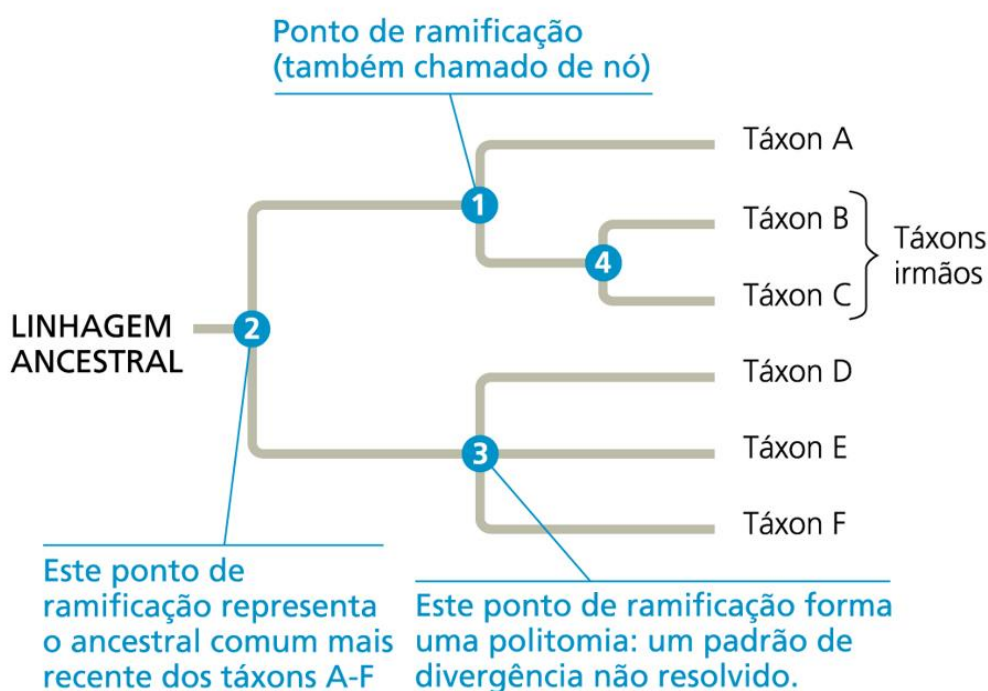 Ponto de ramificação
(também chamado de nó)
Táxon A
1
Táxon B
4
Táxons
irmãos
Táxon C
LINHAGEM
ANCESTRAL
2
Táxon D
3
Táxon E
Táxon F
Este ponto de
ramificação representa
o ancestral comum mais
recente dos táxons A-F
Este ponto de ramificação forma
uma politomia: um padrão de
divergência não resolvido.